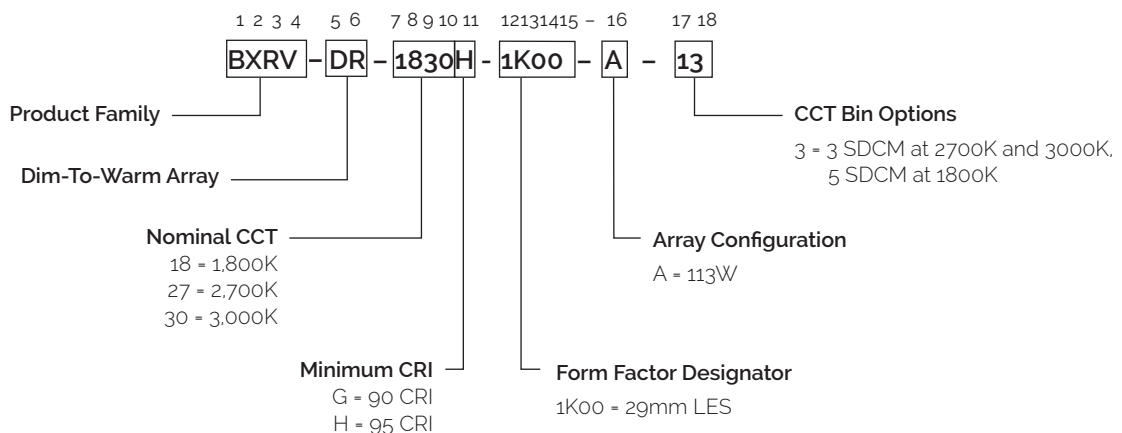 1 2 3 4 5 6 7 8 9 10 11 12131415 – 16 17 18
BXRV – DR – 1830H - 1K00 – A – 13
Product Family
CCT Bin Options
3 = 3 SDCM at 2700K and 3000K,
5 SDCM at 1800K
Dim-To-Warm Array
Nominal CCT
18 = 1,800K
27 = 2,700K
30 = 3,000K
Array Configuration
A = 113W
Minimum CRI
G = 90 CRI
H = 95 CRI
Form Factor Designator
1K00 = 29mm LES